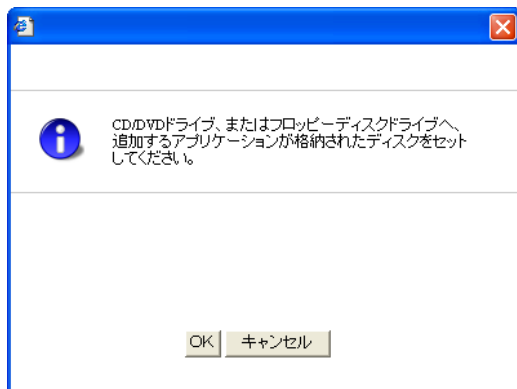 CD/DVDドライブ、またはフロッピーディスクドライブへ、
追加するアプリケーションが格納されたディスクをセット
してください。
OK
キャンセル